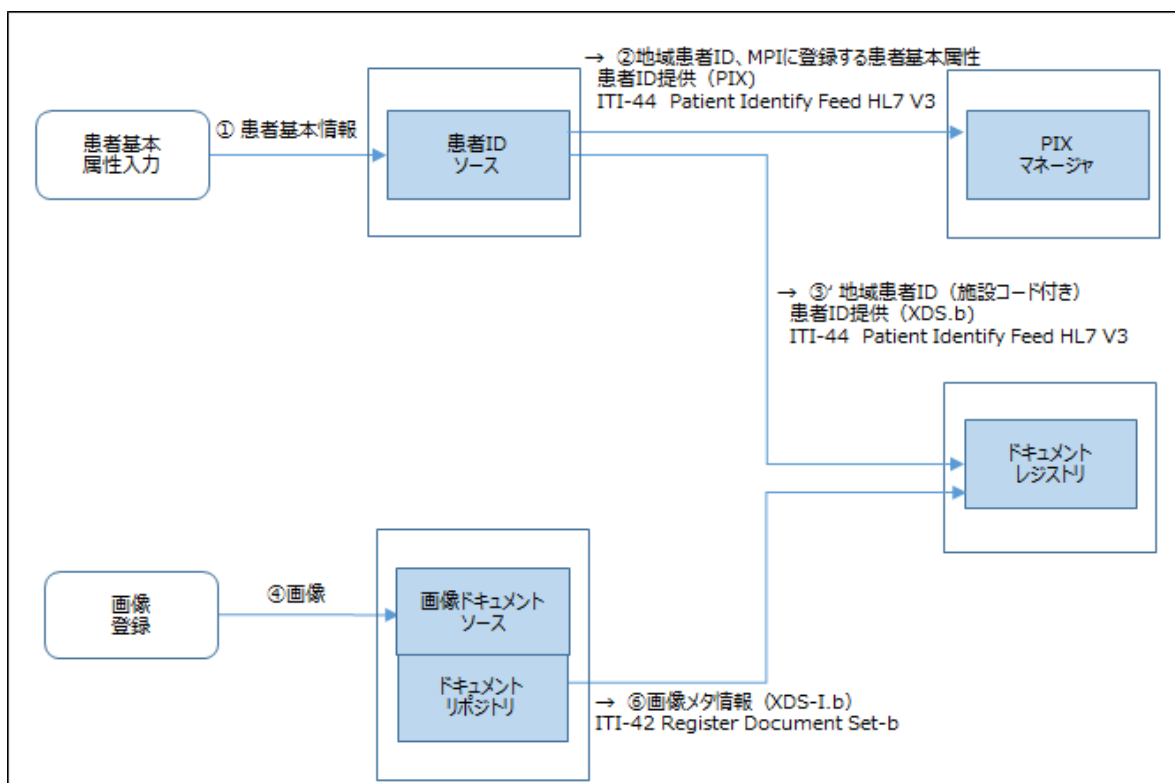 → ②地域患者ID、MPIに登録する患者基本属性
患者ID提供（PIX)
ITI-44 Patient Identify Feed HL7 V3
患者基本
属性入力
① 患者基本情報
患者ID
ソース
PIX
マネージャ
→ ③’ 地域患者ID（施設コード付き）
患者ID提供（XDS.b)
ITI-44 Patient Identify Feed HL7 V3
ドキュメント
レジストリ
画像
登録
④画像
画像ドキュメント
ソース
ドキュメント
リポジトリ
→ ⑥画像メタ情報（XDS-I.b）
ITI-42 Register Document Set-b